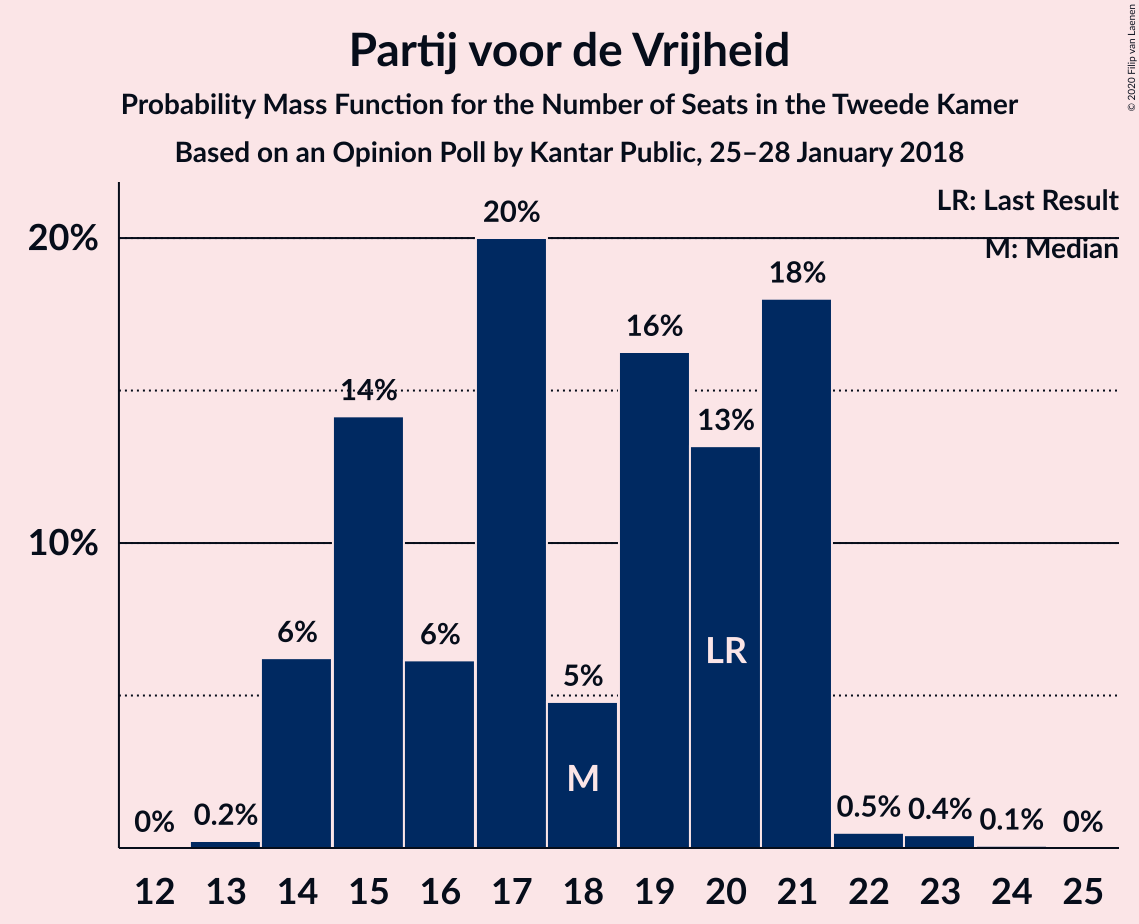 Partij voor de Vrijheid
Probability Mass Function for the Number of Seats in the Tweede Kamer
Based on an Opinion Poll by Kantar Public, 25–28 January 2018
© 2020 Filip van Laenen
LR: Last Result
M: Median
20%
10%
0%
0.2%
6%
14%
6%
20%
5%
16%
13%
18%
0.5%
0.4%
0.1%
0%
M
LR
12 13 14 15 16 17 18 19 20 21 22 23 24 25